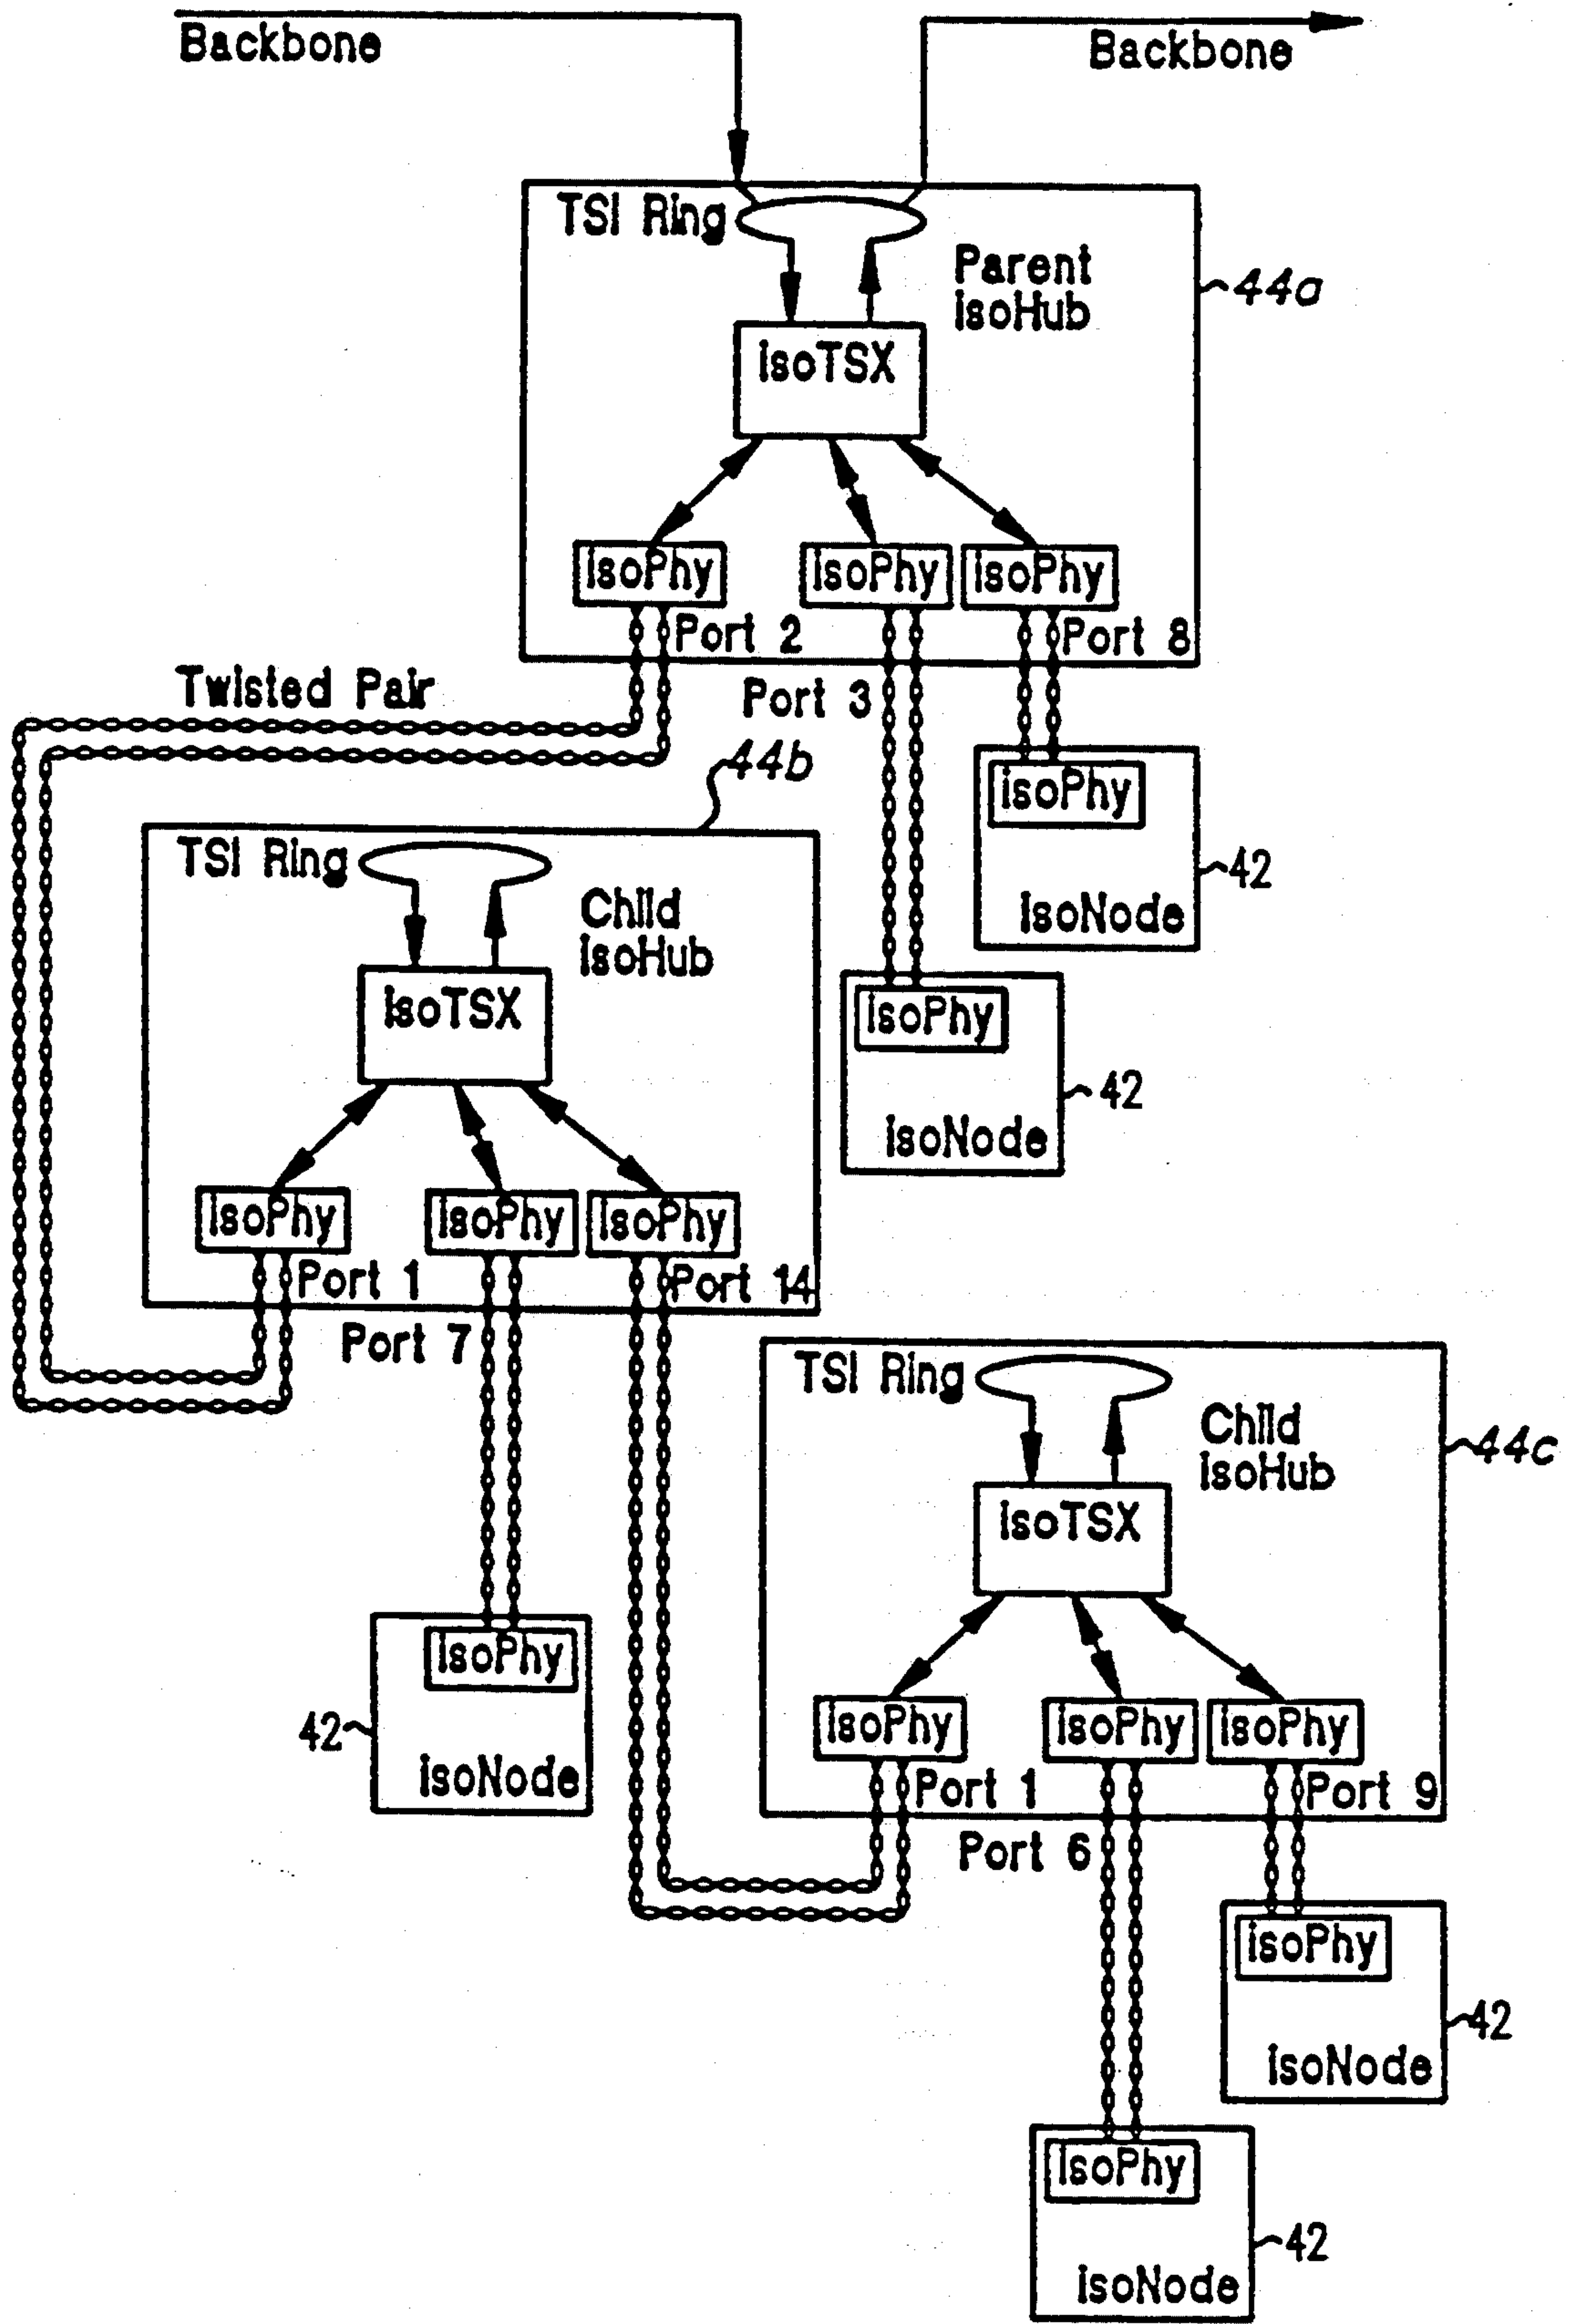 Backbone
Backbone
TSI Ring
Parent
isoHub
44a
isoTSX
isoPhy
isoPhy
isoPhy
Port 2
Port 8
Twisted Pair
Port 3
44b
isoPhy
42
isoNode
TSI Ring
Child
isoHub
isoTSX
isoPhy
42
isoNode
isoPhy
isoPhy
isoPhy
Port 1
Port 14
Port 7
TSI Ring
Child
isoHub
44c
isoTSX
isoPhy
42
isoNode
isoPhy
isoPhy
isoPhy
Port 1
Port 9
Port 6
isoPhy
42
isoNode
isoPhy
42
isoNode